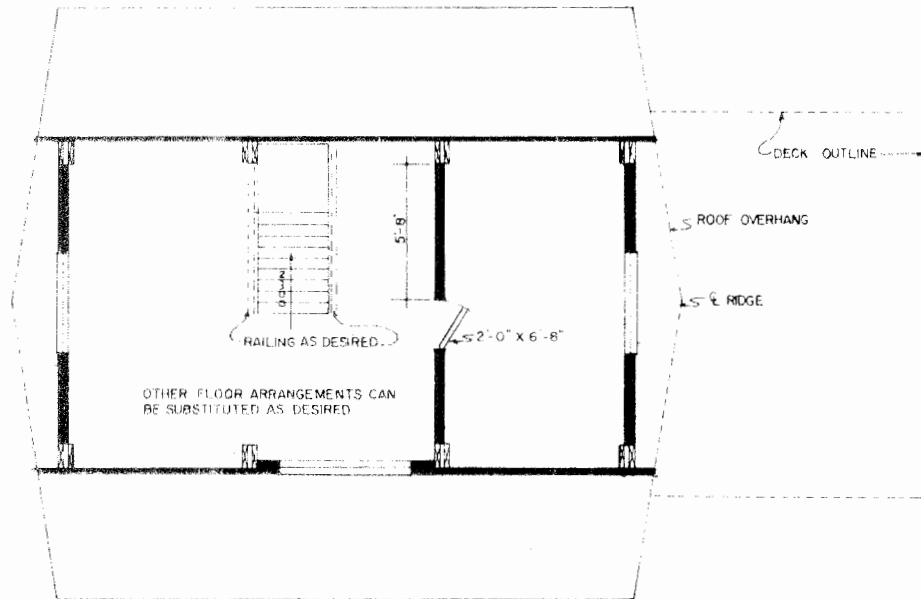 DECK OUTLINE
ROOF OVERHANG
5'-8"
℄ RIDGE
DOWN
RAILING AS DESIRED
2'-0" X 6'-8"
OTHER FLOOR ARRANGEMENTS CAN
BE SUBSTITUTED AS DESIRED